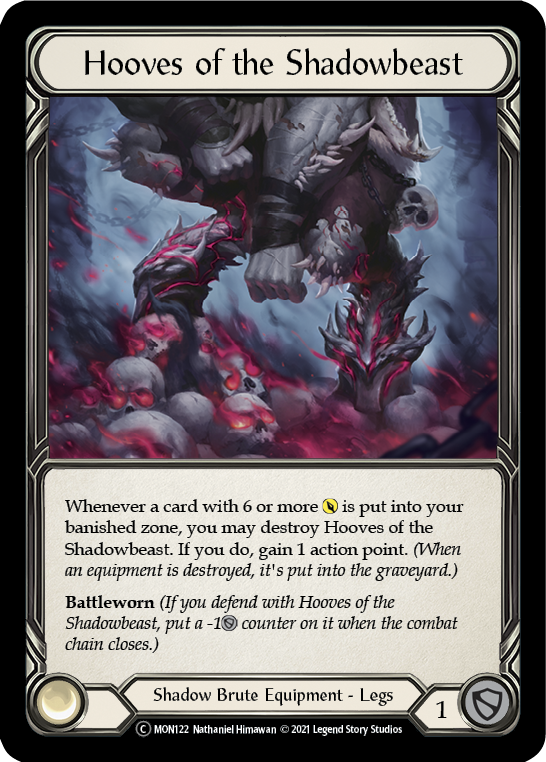 Hooves of the Shadowbeast
Whenever a card with 6 or more is put into your
banished zone, you may destroy Hooves of the
Shadowbeast. If you do, gain 1 action point. (When
an equipment is destroyed, it's put into the graveyard.)
Battleworn (If you defend with Hooves of the
Shadowbeast, put a -1 counter on it when the combat
chain closes.)
Shadow Brute Equipment - Legs
1
C MON122 Nathaniel Himawan © 2021 Legend Story Studios